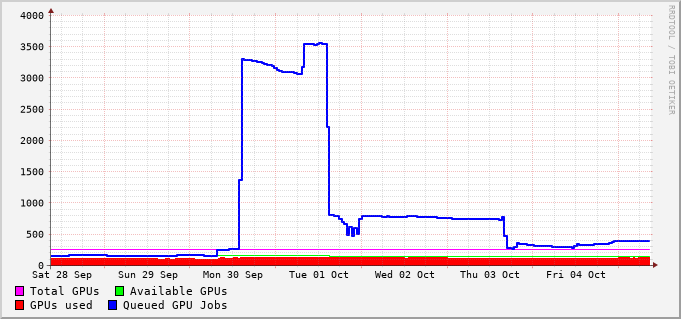 4000
3500
3000
2500
2000
1500
1000
500
0
Sat 28 Sep Sun 29 Sep Mon 30 Sep Tue 01 Oct Wed 02 Oct Thu 03 Oct Fri 04 Oct
Total GPUs Available GPUs
GPUs used Queued GPU Jobs
RRDTOOL / TOBI OETIKER